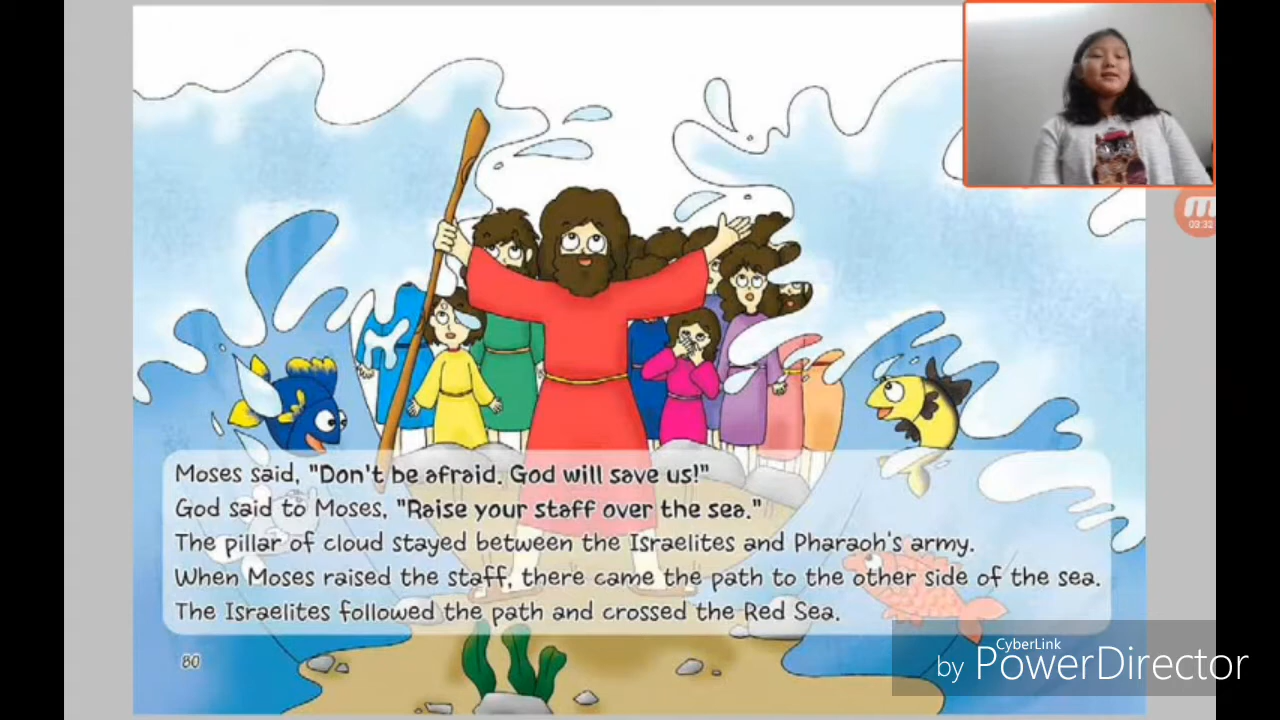 03:32
Moses said, "Don't be afraid. God will save us!"
God said to Moses, "Raise your staff over the sea."
The pillar of cloud stayed between the Israelites and Pharaoh's army.
When Moses raised the staff, there came the path to the other side of the sea.
The Israelites followed the path and crossed the Red Sea.
80
CyberLink
by PowerDirector